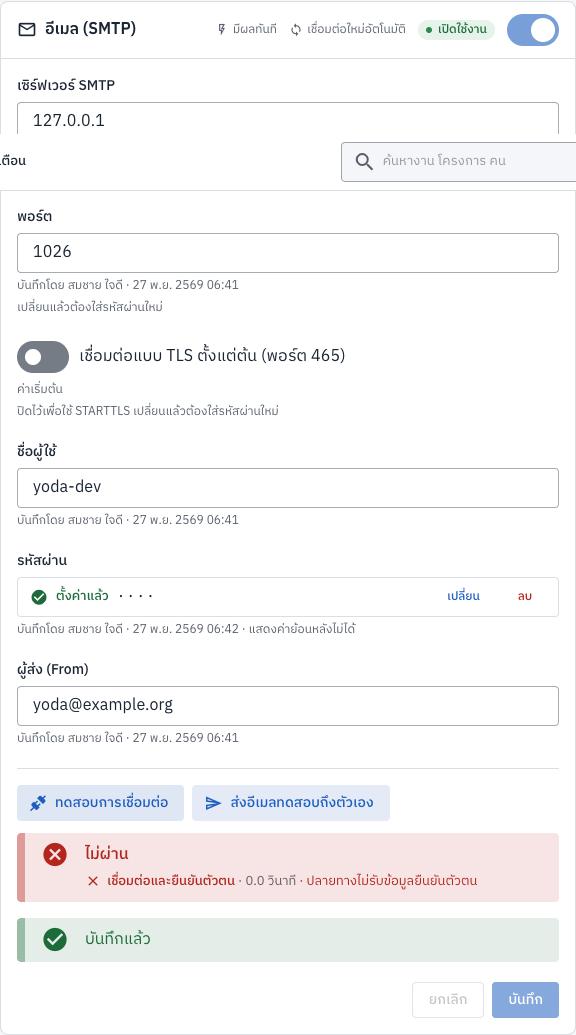 อีเมล (SMTP)
มีผลทันที
เชื่อมต่อใหม่อัตโนมัติ
เปิดใช้งาน
เซิร์ฟเวอร์ SMTP
127.0.0.1
เตือน
ค้นหางาน โครงการ คน
พอร์ต
1026
บันทึกโดย สมชาย ใจดี · 27 พ.ย. 2569 06:41
เปลี่ยนแล้วต้องใส่รหัสผ่านใหม่
เชื่อมต่อแบบ TLS ตั้งแต่ต้น (พอร์ต 465)
ค่าเริ่มต้น
ปิดไว้เพื่อใช้ STARTTLS เปลี่ยนแล้วต้องใส่รหัสผ่านใหม่
ชื่อผู้ใช้
yoda-dev
บันทึกโดย สมชาย ใจดี · 27 พ.ย. 2569 06:41
รหัสผ่าน
ตั้งค่าแล้ว ····
เปลี่ยน
ลบ
บันทึกโดย สมชาย ใจดี · 27 พ.ย. 2569 06:42 · แสดงค่าย้อนหลังไม่ได้
ผู้ส่ง (From)
yoda@example.org
บันทึกโดย สมชาย ใจดี · 27 พ.ย. 2569 06:41
ทดสอบการเชื่อมต่อ
ส่งอีเมลทดสอบถึงตัวเอง
ไม่ผ่าน
เชื่อมต่อและยืนยันตัวตน · 0.0 วินาที · ปลายทางไม่รับข้อมูลยืนยันตัวตน
บันทึกแล้ว
ยกเลิก
บันทึก